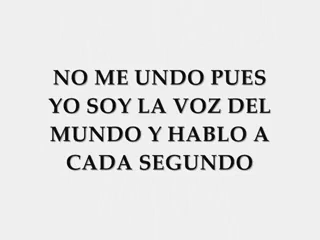 NO ME UNDO PUES
YO SOY LA VOZ DEL
MUNDO Y HABLO A
CADA SEGUNDO